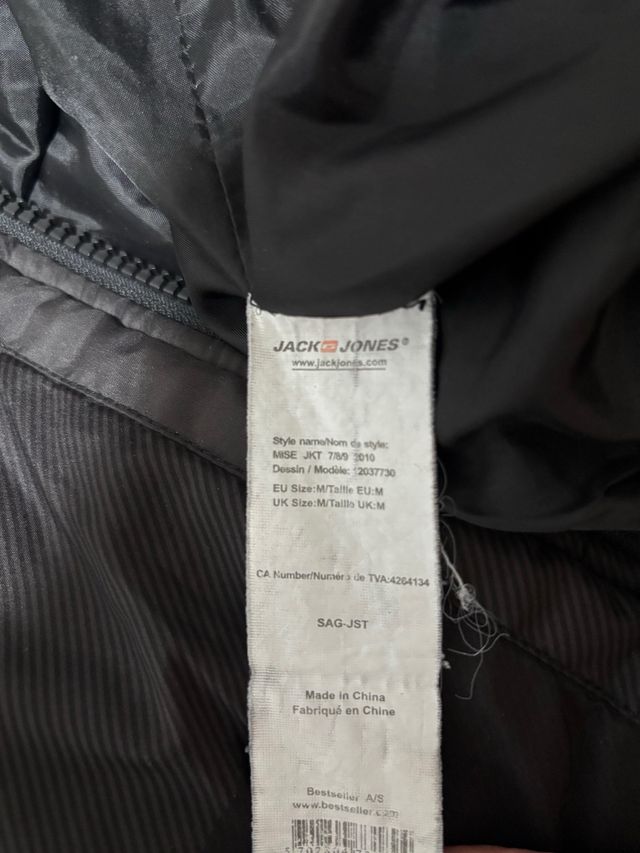 JACK JONES®
www.jackjones.com
Style name/Nom de style:
MISE JKT 7/8/9 2010
Dessin / Modèle: 12037730
EU Size:M/Taille EU:M
UK Size:M/Taille UK:M
CA Number/Numéro de TVA:4264134
SAG-JST
Made in China
Fabriqué en Chine
Bestseller A/S
www.bestseller.com